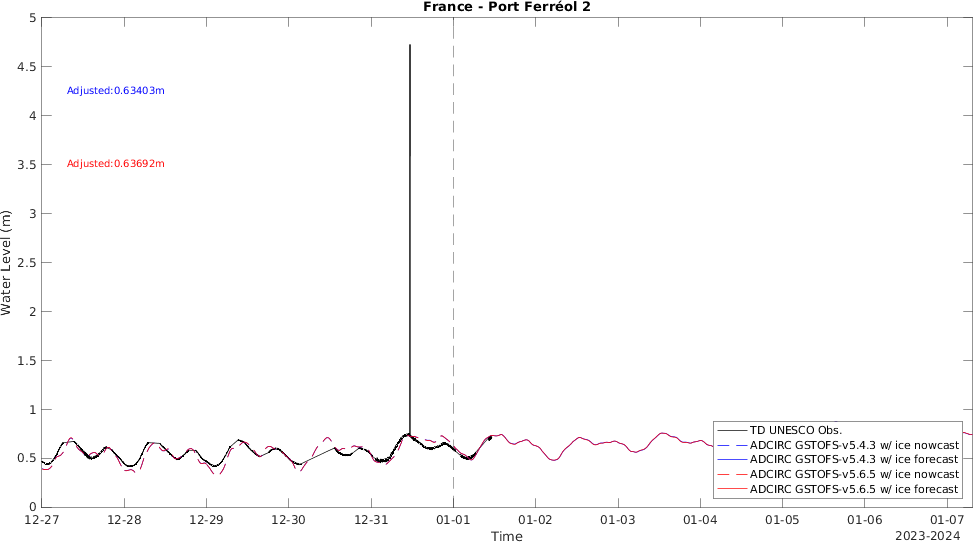 France - Port Ferréol 2
5
4.5
4
3.5
3
2.5
2
1.5
1
0.5
0
Water Level (m)
Adjusted:0.63403m
Adjusted:0.63692m
TD UNESCO Obs.
ADCIRC GSTOFS-v5.4.3 w/ ice nowcast
ADCIRC GSTOFS-v5.4.3 w/ ice forecast
ADCIRC GSTOFS-v5.6.5 w/ ice nowcast
ADCIRC GSTOFS-v5.6.5 w/ ice forecast
12-27 12-28 12-29 12-30 12-31 01-01 01-02 01-03 01-04 01-05 01-06 01-07
Time
2023-2024